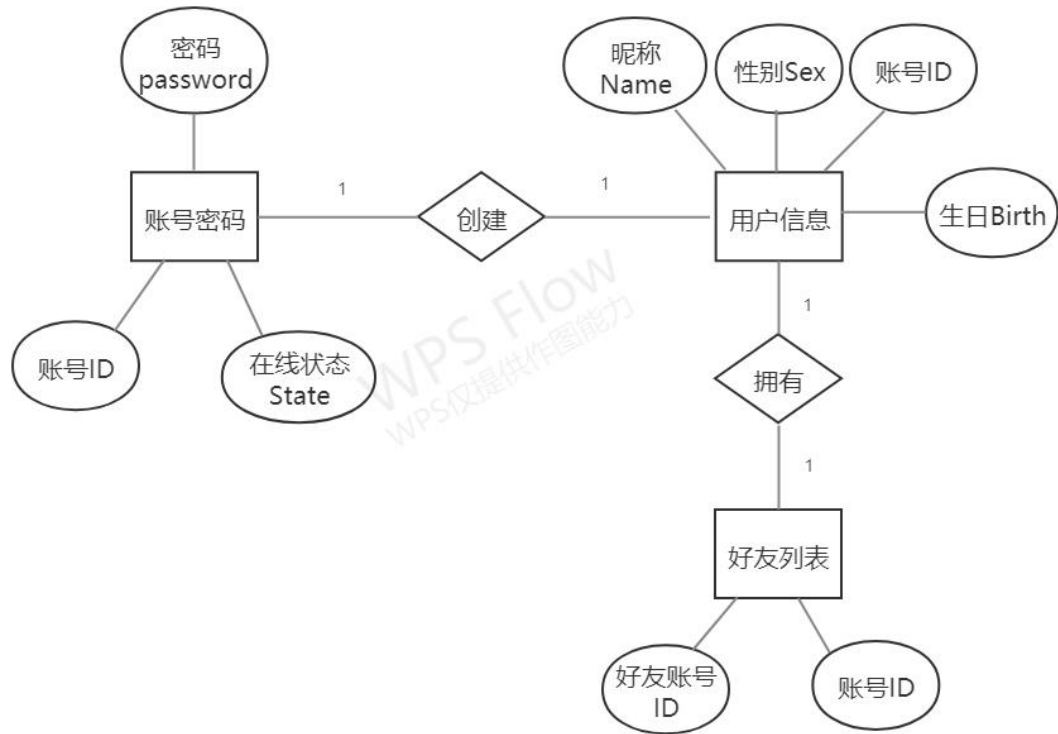 密码
password
昵称
Name
性别Sex
账号ID
账号密码
1
创建
1
用户信息
生日Birth
账号ID
在线状态
State
WPS Flow
WPS仅提供作图能力
1
拥有
1
好友列表
好友账号
ID
账号ID